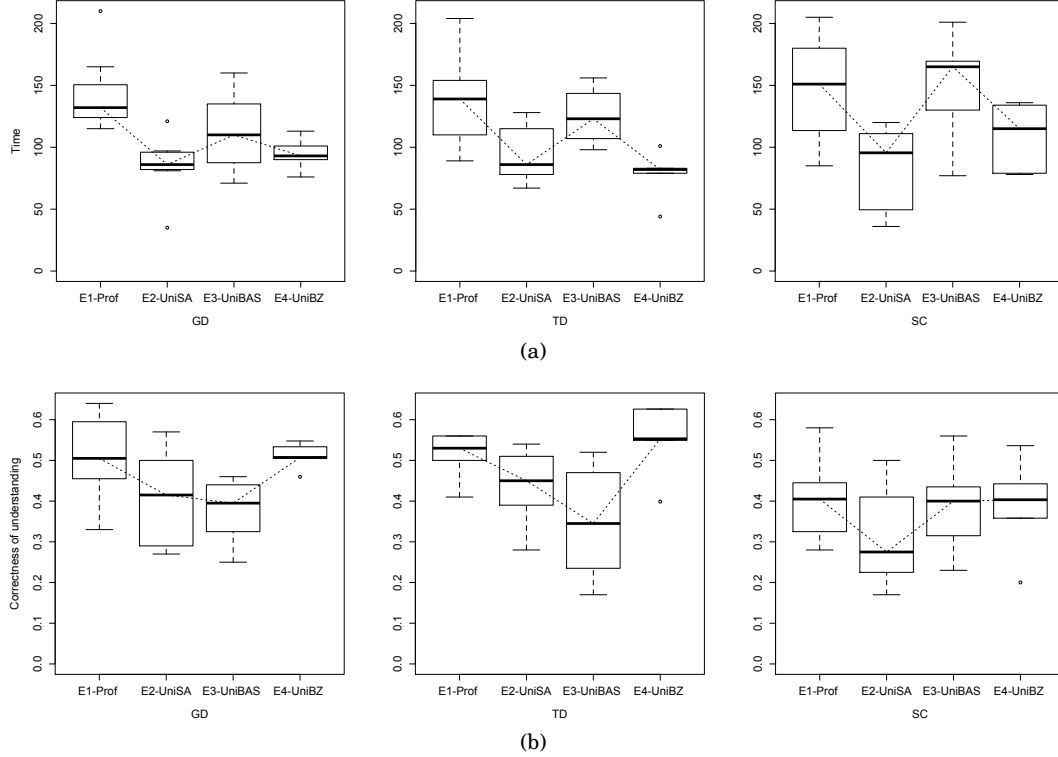 Time
0 50 100 150 200
E1-Prof E2-UniSA E3-UniBAS E4-UniBZ
GD
0 50 100 150 200
E1-Prof E2-UniSA E3-UniBAS E4-UniBZ
TD
0 50 100 150 200
E1-Prof E2-UniSA E3-UniBAS E4-UniBZ
SC
(a)
Correctness of understanding
0.0 0.1 0.2 0.3 0.4 0.5 0.6
E1-Prof E2-UniSA E3-UniBAS E4-UniBZ
GD
0.0 0.1 0.2 0.3 0.4 0.5 0.6
E1-Prof E2-UniSA E3-UniBAS E4-UniBZ
TD
0.0 0.1 0.2 0.3 0.4 0.5 0.6
E1-Prof E2-UniSA E3-UniBAS E4-UniBZ
SC
(b)